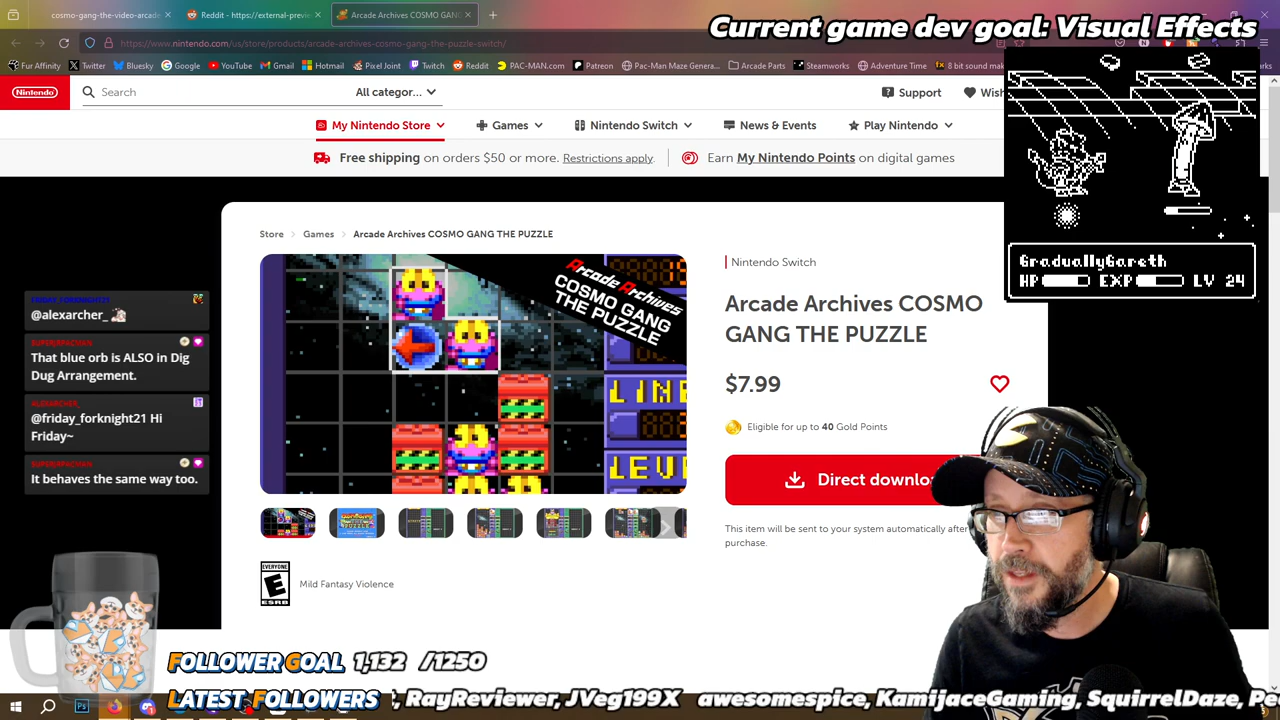 cosmo-gang-the-video-arcade
Reddit - https://external-previ
Arcade Archives COSMO GANG
Current game dev goal: Visual Effects
https://www.nintendo.com/us/store/products/arcade-archives-cosmo-gang-the-puzzle-switch/
Fur Affinity Twitter Bluesky Google YouTube Gmail Hotmail Pixel Joint Twitch Reddit PAC-MAN.com Patreon Pac-Man Maze Genera... Arcade Parts Steamworks Adventure Time 8 bit sound mak
Nintendo Search All categor... Support Wish
My Nintendo Store Games Nintendo Switch News & Events Play Nintendo
Free shipping on orders $50 or more. Restrictions apply. Earn My Nintendo Points on digital games
Store Games Arcade Archives COSMO GANG THE PUZZLE
Arcade Archives
COSMO GANG
THE PUZZLE
LINE
LEVE
Nintendo Switch
Arcade Archives COSMO
GANG THE PUZZLE
$7.99
Eligible for up to 40 Gold Points
Direct downlo
This item will be sent to your system automatically after
purchase.
EVERYONE
E
ESRB
Mild Fantasy Violence
GraduallyGareth
HP EXP LV 24
FRIDAY_FORKNIGHT21
@alexarcher_
SUPERJRPACMAN
That blue orb is ALSO in Dig
Dug Arrangement.
ALEXARCHER_
@friday_forknight21 Hi
Friday~
SUPERJRPACMAN
It behaves the same way too.
Follower Goal 1,132 /1250
Latest Followers , RayReviewer, JVeg199X awesomespice, KamijaceGaming, SquirrelDaze, Pe